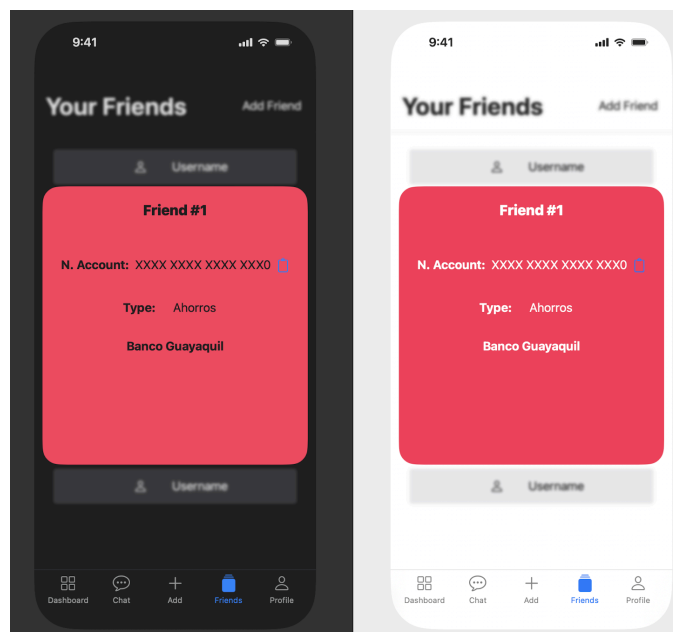 9:41
Your Friends Add Friend
Username
Friend #1
N. Account: XXXX XXXX XXXX XXX0
Type: Ahorros
Banco Guayaquil
Username
Dashboard Chat Add Friends Profile
9:41
Your Friends Add Friend
Username
Friend #1
N. Account: XXXX XXXX XXXX XXX0
Type: Ahorros
Banco Guayaquil
Username
Dashboard Chat Add Friends Profile